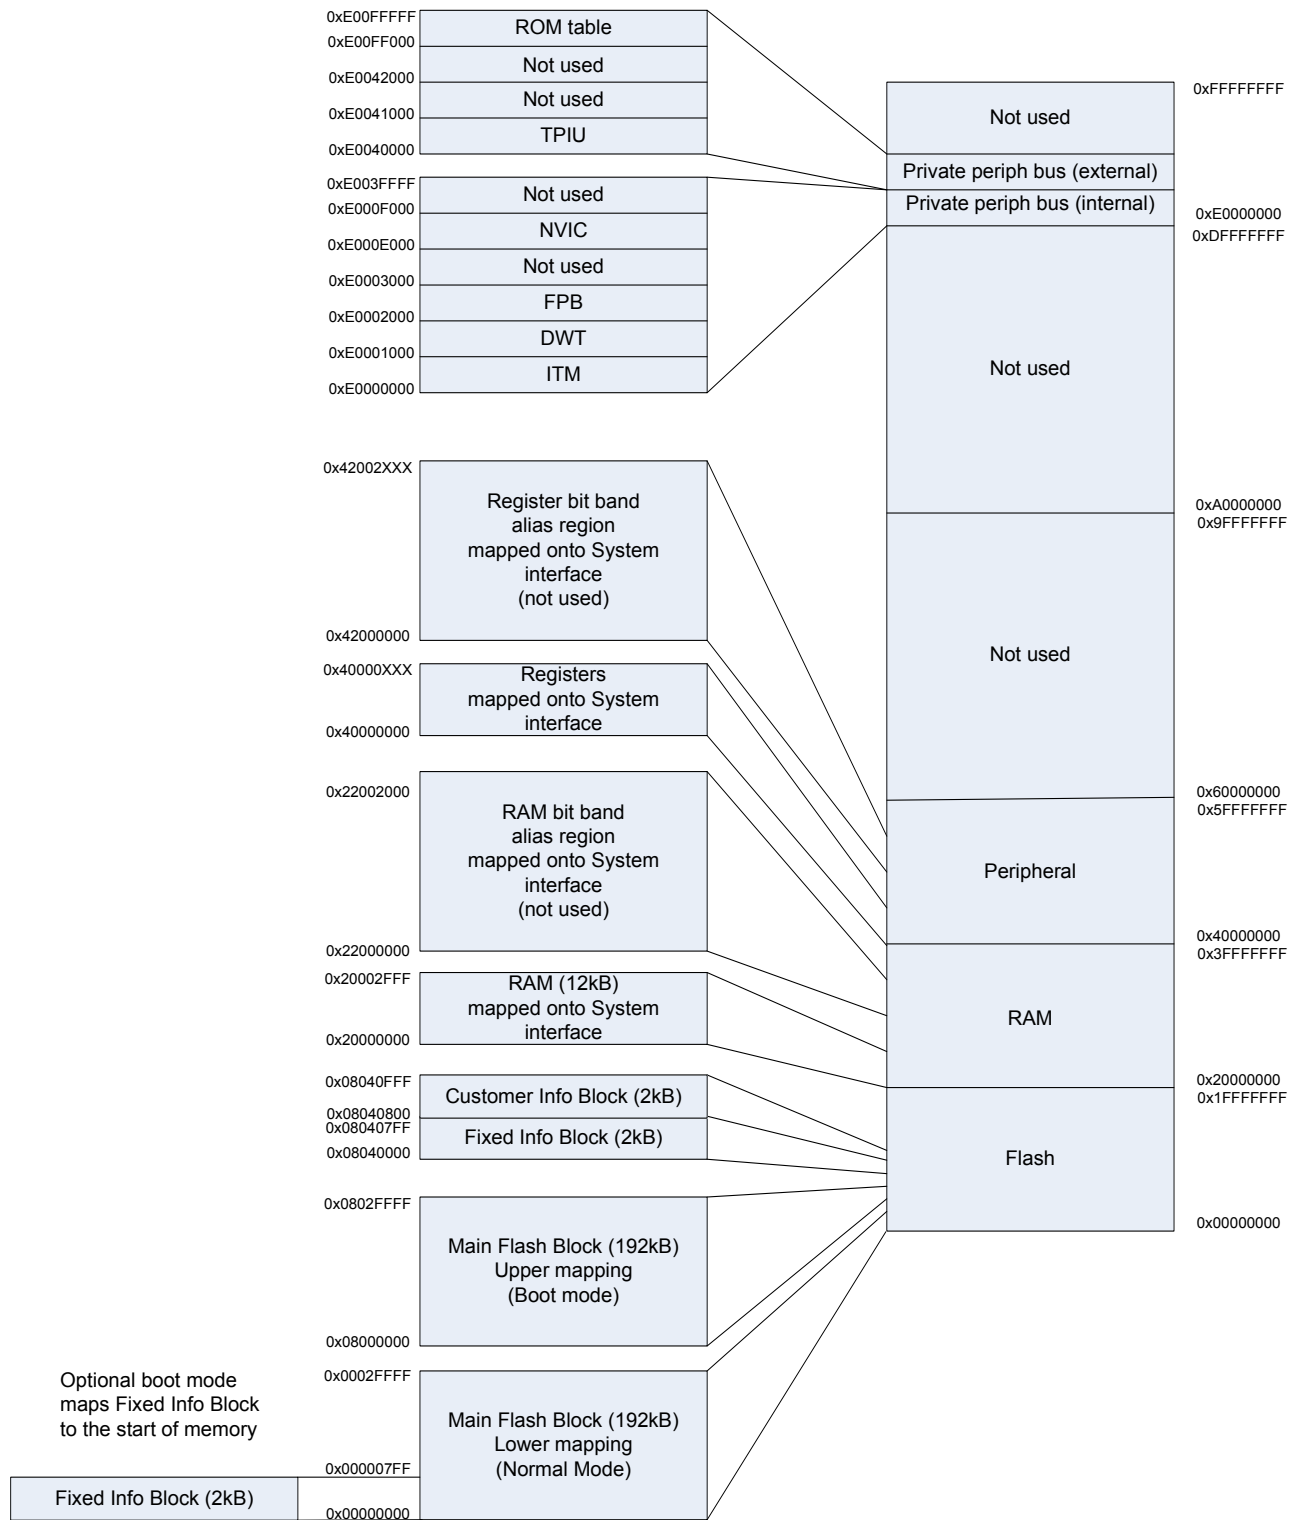 0xE00FFFFF
ROM table
0xE00FF000
Not used
0xE0042000
Not used
0xE0041000
TPIU
0xE0040000
0xE003FFFF
Not used
0xE000F000
NVIC
0xE000E000
Not used
0xE0003000
FPB
0xE0002000
DWT
0xE0001000
ITM
0xE0000000
0x42002XXX
Register bit band
alias region
mapped onto System
interface
(not used)
0x42000000
0x40000XXX
Registers
mapped onto System
interface
0x40000000
0x22002000
RAM bit band
alias region
mapped onto System
interface
(not used)
0x22000000
0x20002FFF
RAM (12kB)
mapped onto System
interface
0x20000000
0x08040FFF
Customer Info Block (2kB)
0x08040800
0x080407FF
Fixed Info Block (2kB)
0x08040000
0x0802FFFF
Main Flash Block (192kB)
Upper mapping
(Boot mode)
0x08000000
0x0002FFFF
Main Flash Block (192kB)
Lower mapping
(Normal Mode)
0x000007FF
0x00000000
Optional boot mode
maps Fixed Info Block
to the start of memory
Fixed Info Block (2kB)
0xFFFFFFFF
Not used
Private periph bus (external)
Private periph bus (internal)
0xE0000000
0xDFFFFFFF
Not used
0xA0000000
0x9FFFFFFF
Not used
0x60000000
0x5FFFFFFF
Peripheral
0x40000000
0x3FFFFFFF
RAM
0x20000000
0x1FFFFFFF
Flash
0x00000000